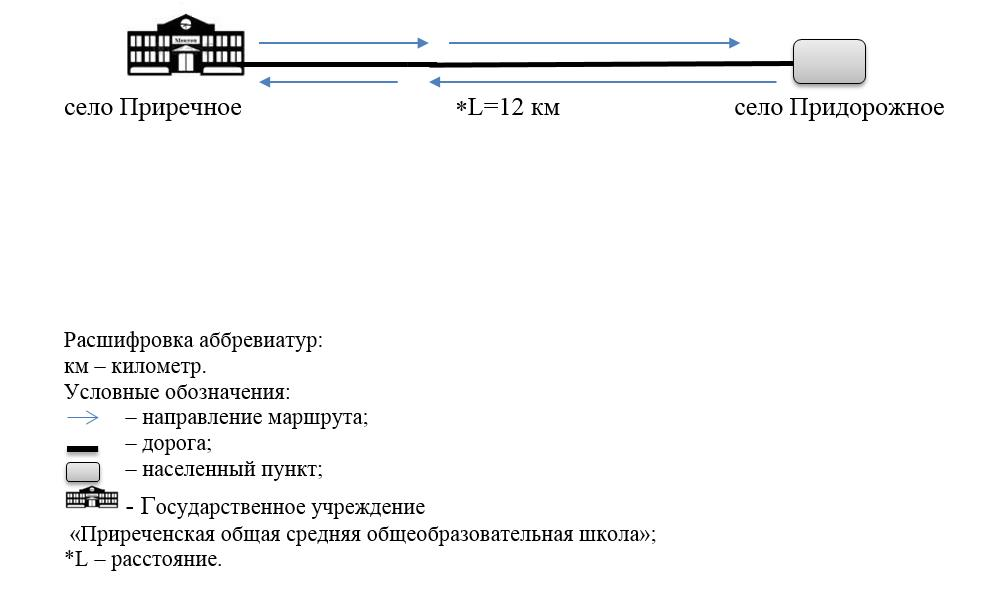 Мектеп
село Приречное
*L=12 км
село Придорожное
Расшифровка аббревиатур:
км – километр.
Условные обозначения:
– направление маршрута;
– дорога;
– населенный пункт;
- Государственное учреждение
«Приреченская общая средняя общеобразовательная школа»;
*L – расстояние.